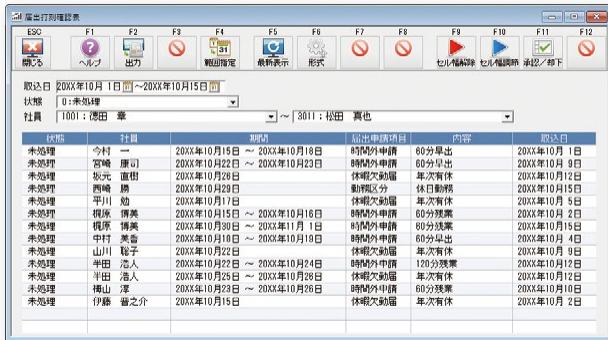 届出打刻確認表
ESC F1 F2 F3 F4 F5 F6 F7 F8 F9 F10 F11 F12
閉じる ヘルプ 出力 範囲指定 最新表示 形式 セル幅解除 セル幅調節 承認/却下
取込日 20XX年10月 1日 ~20XX年10月15日
状態 0:未処理
社員 1001:徳田 章 ~ 3011:松田 真也
状態 社員 期間 届出申請項目 内容 取込日
未処理 今村 一 20XX年10月15日 ~ 20XX年10月18日 時間外申請 60分早出 20XX年10月 1日
未処理 宮崎 康司 20XX年10月22日 ~ 20XX年10月23日 時間外申請 60分早出 20XX年10月 9日
未処理 坂元 直樹 20XX年10月26日 休暇欠勤届 年次有休 20XX年10月12日
未処理 西崎 勝 20XX年10月29日 勤務区分 休日勤務 20XX年10月15日
未処理 平川 勉 20XX年10月17日 休暇欠勤届 年次有休 20XX年10月 5日
未処理 梶原 博美 20XX年10月15日 ~ 20XX年10月16日 時間外申請 60分残業 20XX年10月 2日
未処理 梶原 博美 20XX年10月30日 ~ 20XX年11月 1日 時間外申請 60分残業 20XX年10月15日
未処理 中村 美香 20XX年10月18日 ~ 20XX年10月19日 時間外申請 60分早出 20XX年10月 4日
未処理 山川 聡子 20XX年10月22日 休暇欠勤届 年次有休 20XX年10月 9日
未処理 半田 浩人 20XX年10月22日 ~ 20XX年10月24日 時間外申請 120分残業 20XX年10月12日
未処理 半田 浩人 20XX年10月25日 ~ 20XX年10月26日 休暇欠勤届 年次有休 20XX年10月12日
未処理 梅山 淳 20XX年10月23日 ~ 20XX年10月26日 時間外申請 60分残業 20XX年10月10日
未処理 伊藤 晋之介 20XX年10月15日 休暇欠勤届 年次有休 20XX年10月 2日